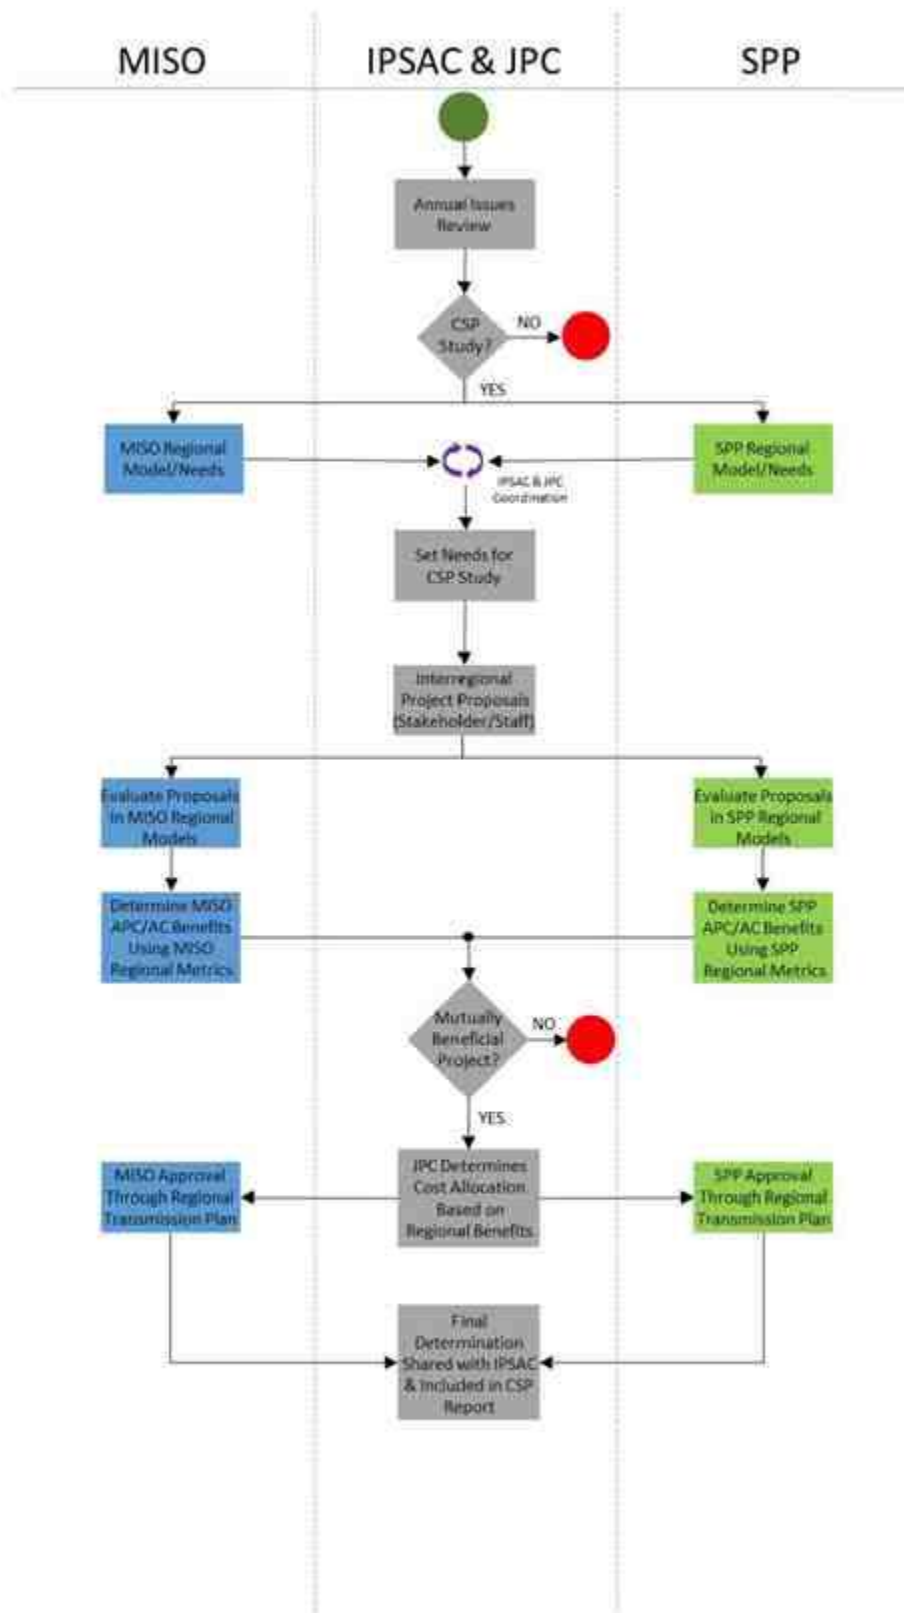 MISO
IPSAC & JPC
SPP
Annual Issues
Review
CSP
Study?
NO
YES
MISO Regional
Model/Needs
IPSAC & JPC
Coordination
SPP Regional
Model/Needs
Set Needs for
CSP Study
Interregional
Project Proposals
(Stakeholder/Staff)
Evaluate Proposals
in MISO Regional
Models
Evaluate Proposals
in SPP Regional
Models
Determine MISO
APC/AC Benefits
Using MISO
Regional Metrics
Determine SPP
APC/AC Benefits
Using SPP
Regional Metrics
Mutually
Beneficial
Project?
NO
YES
MISO Approval
Through Regional
Transmission Plan
JPC Determines
Cost Allocation
Based on
Regional Benefits
SPP Approval
Through Regional
Transmission Plan
Final
Determination
Shared with IPSAC
& Included in CSP
Report